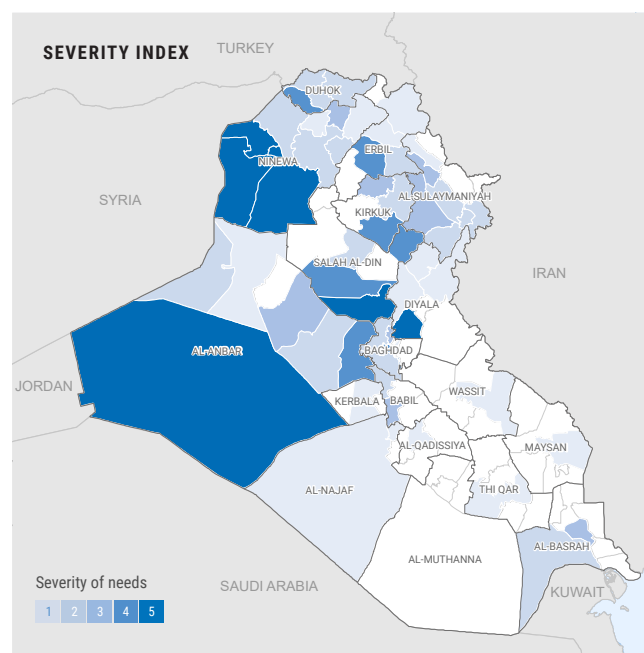 SEVERITY INDEX
TURKEY
DUHOK
NINEWA
ERBIL
SYRIA
AL-SULAYMANIYAH
KIRKUK
SALAH AL-DIN
IRAN
DIYALA
AL-ANBAR
BAGHDAD
JORDAN
KERBALA
BABIL
WASSIT
AL-QADISSIYA
MAYSAN
AL-NAJAF
THI QAR
AL-BASRAH
AL-MUTHANNA
Severity of needs
SAUDI ARABIA
KUWAIT
1 2 3 4 5